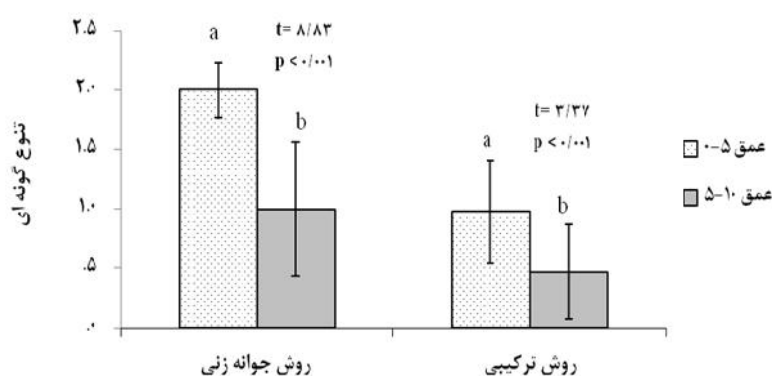 تنوع گونه ای
۲.۵
۲.۰
۱.۵
۱.۰
.۵
.۰
a
t= ۸/۸۳
p <۰/۰۰۱
b
t= ۳/۳۷
p <۰/۰۰۱
a
b
عمق ۵-۰
عمق ۱۰-۵
روش جوانه زنی
روش ترکیبی